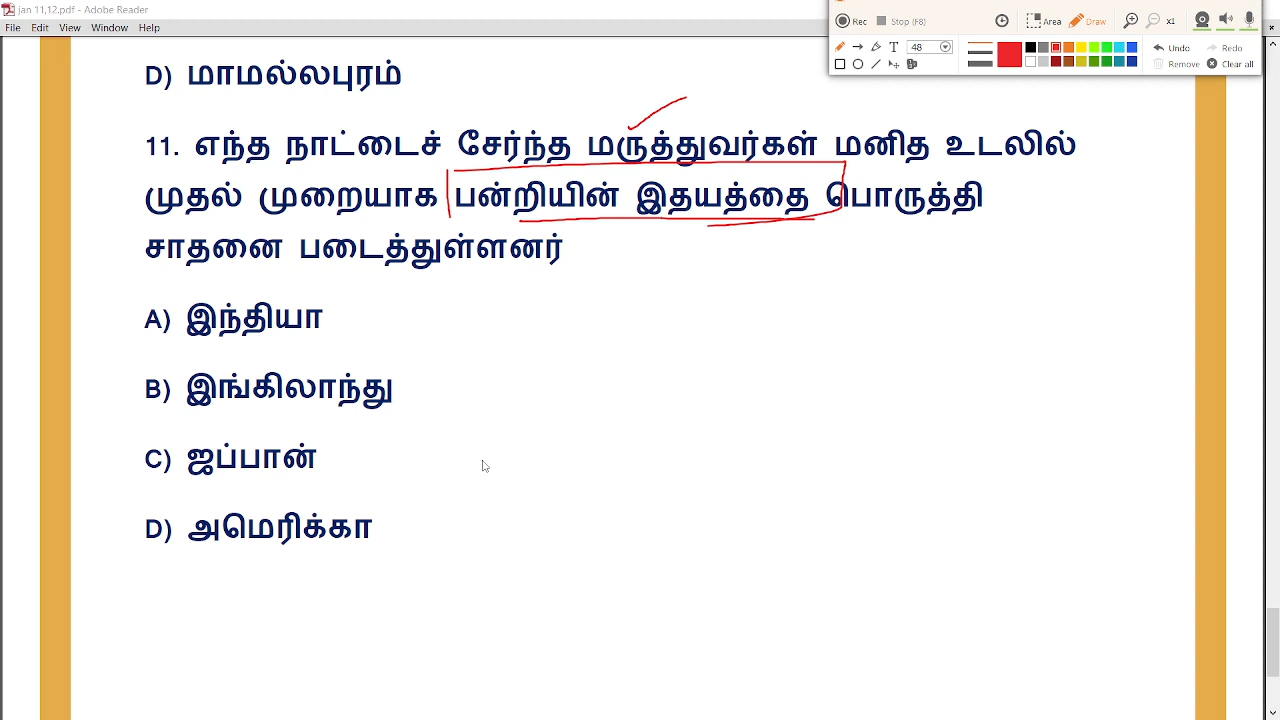 jan 11,12.pdf - Adobe Reader
File Edit View Window Help
Rec Stop (F8) Area Draw x1
T 48 Undo Redo
Remove Clear all
D) மாமல்லபுரம்
11. எந்த நாட்டைச் சேர்ந்த மருத்துவர்கள் மனித உடலில்
முதல் முறையாக பன்றியின் இதயத்தை பொருத்தி
சாதனை படைத்துள்ளனர்
A) இந்தியா
B) இங்கிலாந்து
C) ஜப்பான்
D) அமெரிக்கா